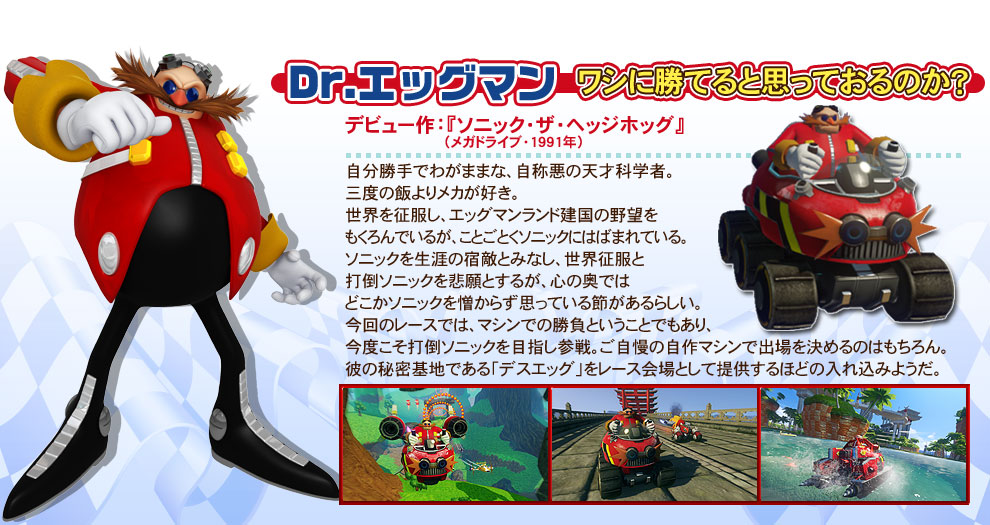 Dr.エッグマン ワシに勝てると思っておるのか?
デビュー作:『ソニック・ザ・ヘッジホッグ』
(メガドライブ・1991年)
自分勝手でわがままな、自称悪の天才科学者。
三度の飯よりメカが好き。
世界を征服し、エッグマンランド建国の野望を
もくろんでいるが、ことごとくソニックにはばまれている。
ソニックを生涯の宿敵とみなし、世界征服と
打倒ソニックを悲願とするが、心の奥では
どこかソニックを憎からず思っている節があるらしい。
今回のレースでは、マシンでの勝負ということでもあり、
今度こそ打倒ソニックを目指し参戦。ご自慢の自作マシンで出場を決めるのはもちろん。
彼の秘密基地である「デスエッグ」をレース会場として提供するほどの入れ込みようだ。